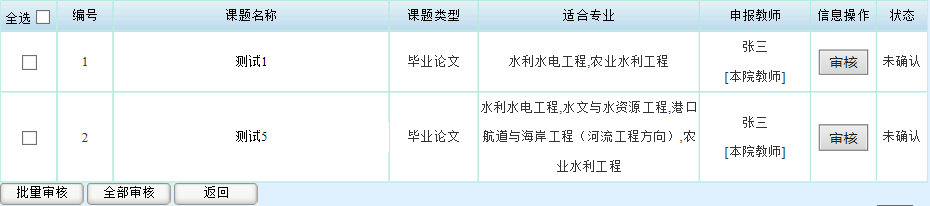 全选 编号 课题名称 课题类型 适合专业 申报教师 信息操作 状态
1 测试1 毕业论文 水利水电工程,农业水利工程 张三 审核 未确认
[本院教师]
2 测试5 毕业论文 水利水电工程,水文与水资源工程,港口 张三 审核 未确认
航道与海岸工程（河流工程方向）,农 [本院教师]
业水利工程
批量审核 全部审核 返回